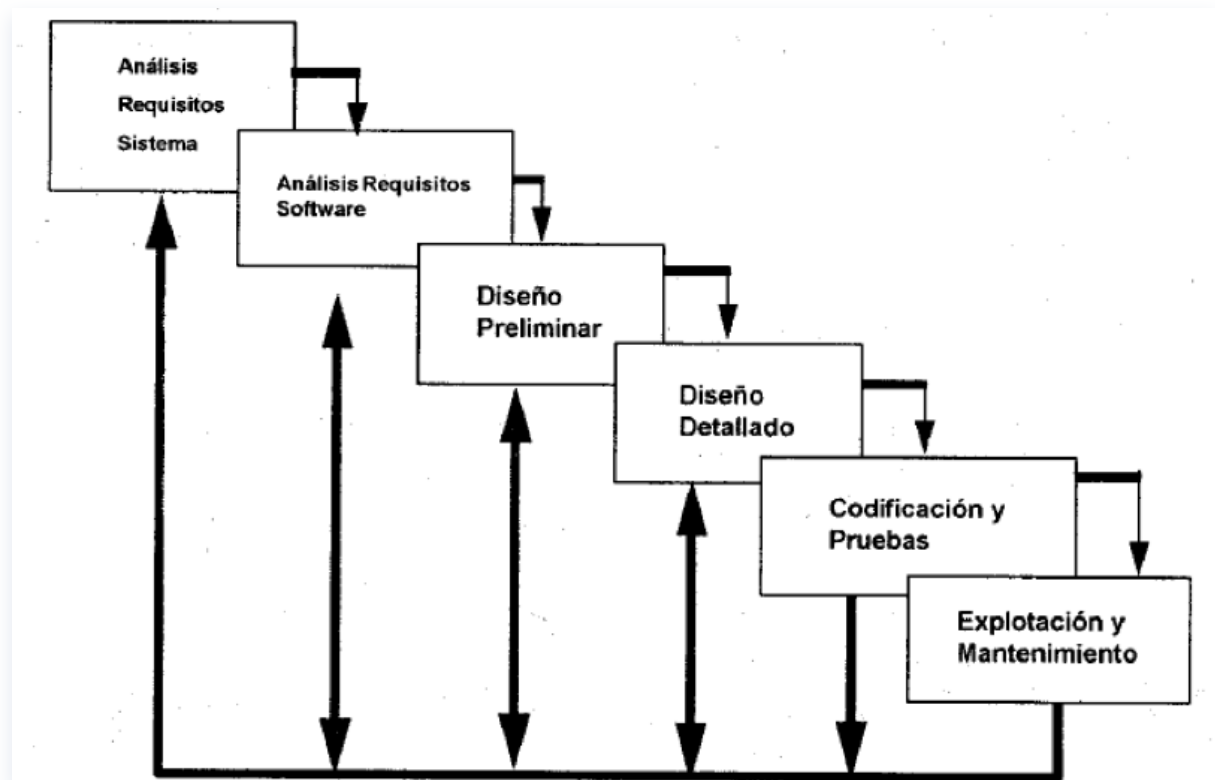 Análisis
Requisitos
Sistema
Análisis Requisitos
Software
Diseño
Preliminar
Diseño
Detallado
Codificación y
Pruebas
Explotación y
Mantenimiento